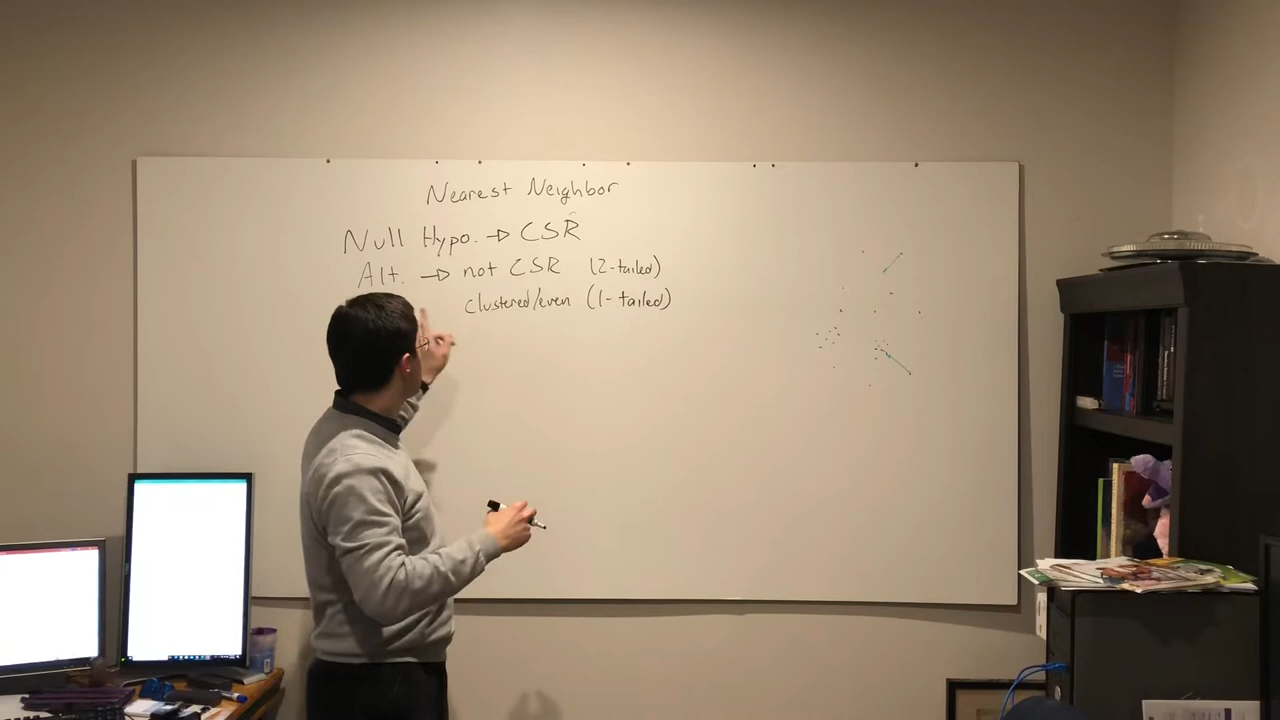 Nearest Neighbor
Null Hypo. → CSR
Alt. → not CSR (2-tailed)
clustered/even (1-tailed)